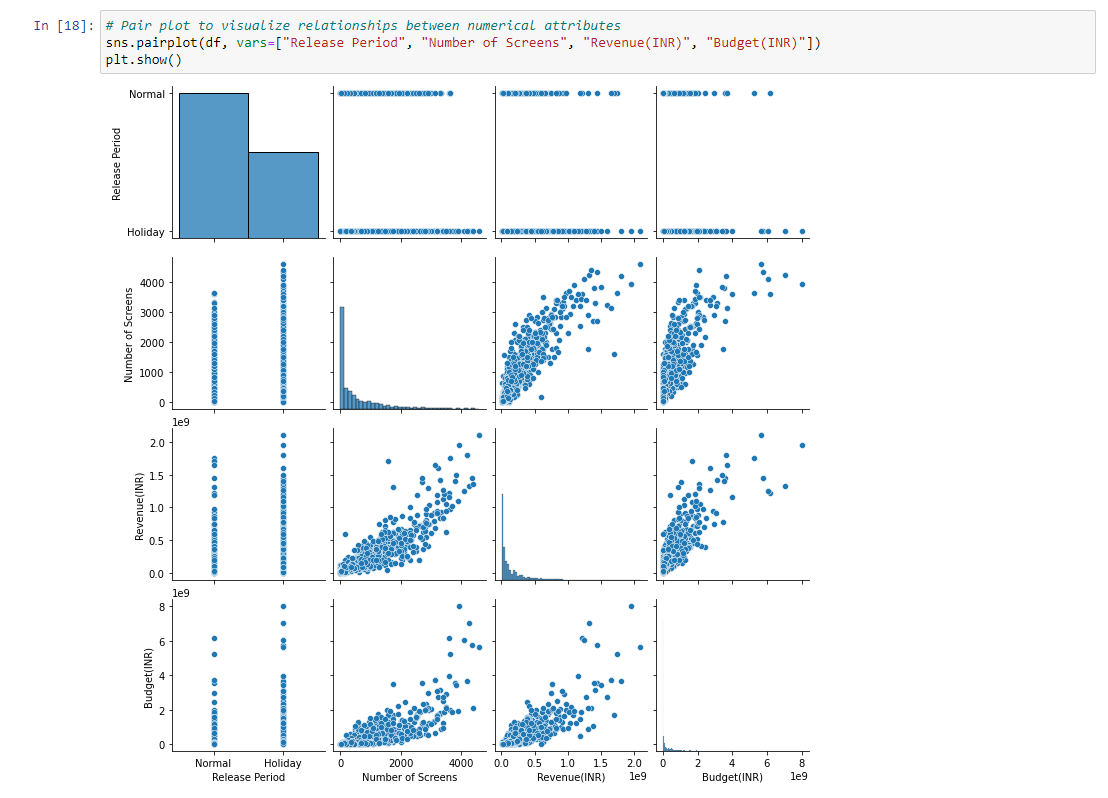 In [18]:
# Pair plot to visualize relationships between numerical attributes
sns.pairplot(df, vars=["Release Period", "Number of Screens", "Revenue(INR)", "Budget(INR)"])
plt.show()
Normal
Release Period
Holiday
4000
3000
2000
1000
0
Number of Screens
1e9
2.0
1.5
1.0
0.5
0.0
Revenue(INR)
1e9
8
6
4
2
0
Budget(INR)
Normal Holiday
Release Period
0 2000 4000
Number of Screens
0.0 0.5 1.0 1.5 2.0
Revenue(INR) 1e9
0 2 4 6 8
Budget(INR) 1e9